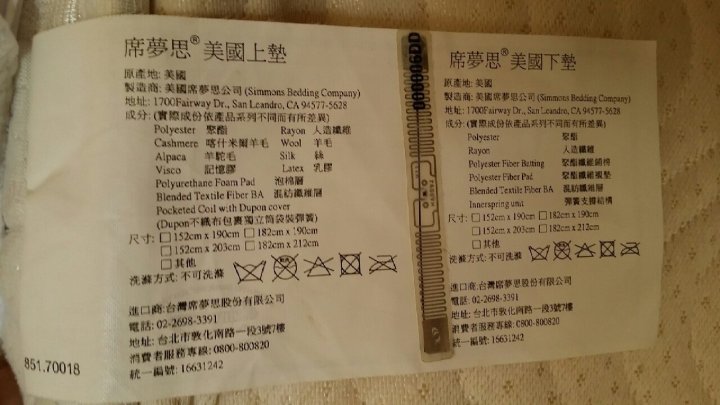 席夢思® 美國上墊
原產地: 美國
製造商: 美國席夢思公司 (Simmons Bedding Company)
地址: 1700Fairway Dr., San Leandro, CA 94577-5628
成分: (實際成份依產品系列不同而有所差異)
Polyester 聚酯 Rayon 人造纖維
Cashmere 喀什米爾羊毛 Wool 羊毛
Alpaca 羊駝毛 Silk 絲
Visco 記憶膠 Latex 乳膠
Polyurethane Foam Pad 泡棉層
Blended Textile Fiber BA 混紡纖維層
Pocketed Coil with Dupon cover
(Dupon不織布包裹獨立筒袋裝彈簧)
尺寸: □152cm x 190cm □182cm x 190cm
□152cm x 203cm □182cm x 212cm
□其他
洗滌方式: 不可洗滌
進口商:台灣席夢思股份有限公司
電話: 02-2698-3391
地址: 台北市敦化南路一段3號7樓
消費者服務專線: 0800-800820
統一編號: 16631242
851.70018
000006DD
席夢思® 美國下墊
原產地: 美國
製造商: 美國席夢思公司 (Simmons Bedding Company)
地址: 1700Fairway Dr., San Leandro, CA 94577-5628
成分: (實際成份依產品系列不同而有所差異)
Polyester 聚酯
Rayon 人造纖維
Polyester Fiber Batting 聚酯纖維鋪棉
Polyester Fiber Pad 聚酯纖維襯墊
Blended Textile Fiber BA 混紡纖維層
Innerspring unit 彈簧支撐結構
尺寸: □152cm x 190cm □182cm x 190cm
□152cm x 203cm □182cm x 212cm
□其他
洗滌方式: 不可洗滌
進口商:台灣席夢思股份有限公司
電話: 02-2698-3391
地址: 台北市敦化南路一段3號7樓
消費者服務專線: 0800-800820
統一編號: 16631242